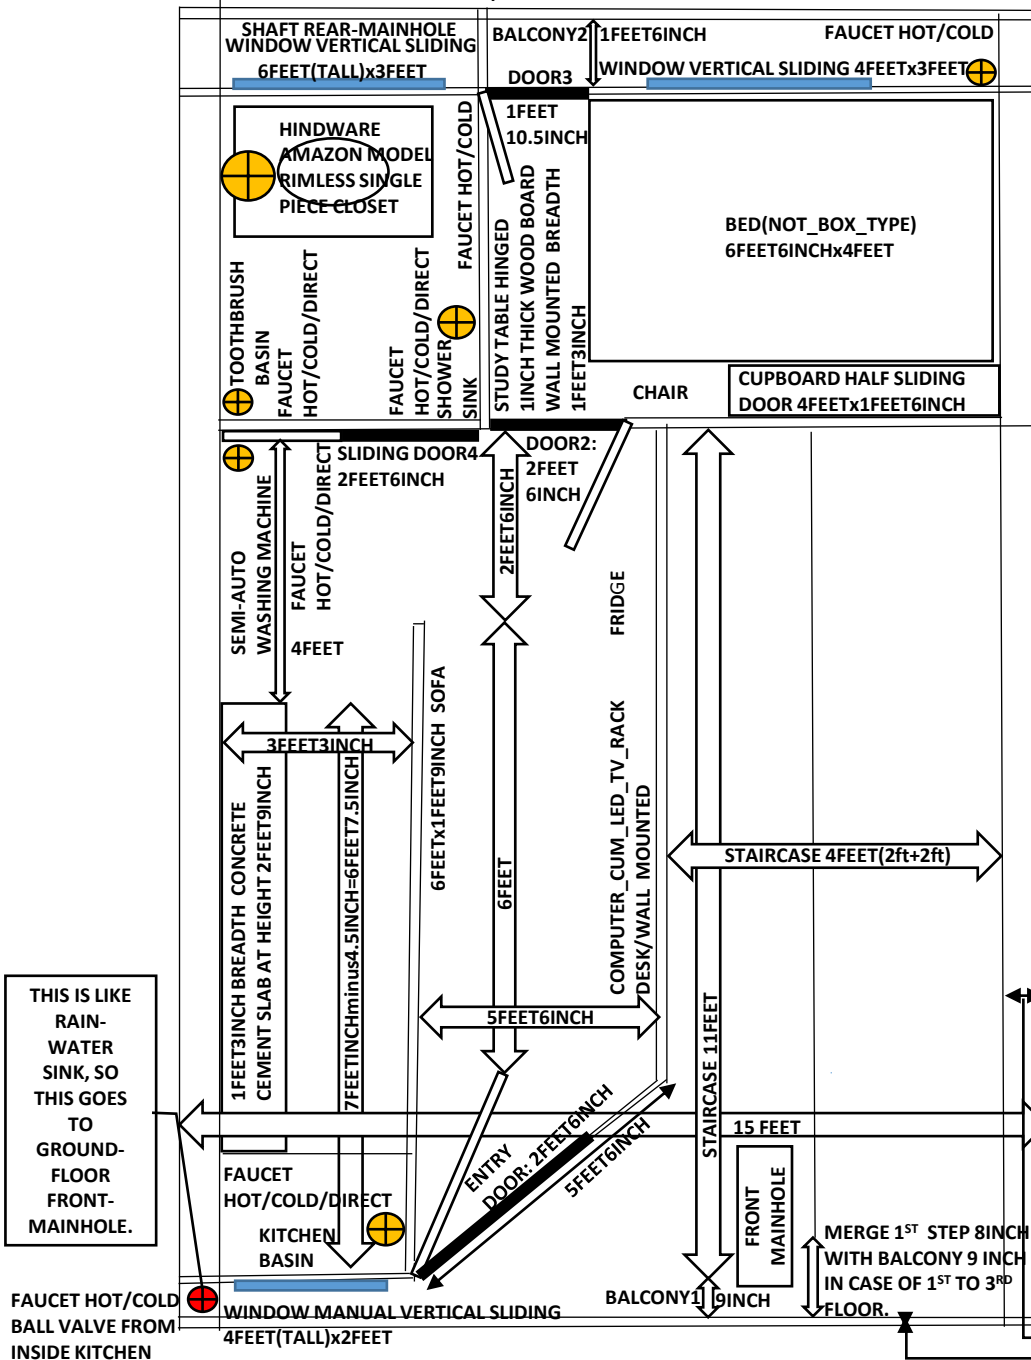 SHAFT REAR-MAINHOLE
WINDOW VERTICAL SLIDING
6FEET(TALL)x3FEET
BALCONY2
1FEET6INCH
FAUCET HOT/COLD
DOOR3
WINDOW VERTICAL SLIDING 4FEETx3FEET
1FEET
10.5INCH
HINDWARE
AMAZON MODEL
RIMLESS SINGLE
PIECE CLOSET
FAUCET HOT/COLD
STUDY TABLE HINGED
1INCH THICK WOOD BOARD
WALL MOUNTED BREADTH
1FEET3INCH
BED(NOT_BOX_TYPE)
6FEET6INCHx4FEET
TOOTHBRUSH
BASIN
FAUCET
HOT/COLD/DIRECT
FAUCET
HOT/COLD/DIRECT
SHOWER
SINK
CHAIR
CUPBOARD HALF SLIDING
DOOR 4FEETx1FEET6INCH
SLIDING DOOR4
2FEET6INCH
DOOR2:
2FEET
6INCH
2FEET6INCH
SEMI-AUTO
WASHING MACHINE
FAUCET
HOT/COLD/DIRECT
4FEET
FRIDGE
3FEET3INCH
6FEETx1FEET9INCH SOFA
6FEET
COMPUTER_CUM_LED_TV_RACK
DESK/WALL MOUNTED
STAIRCASE 4FEET(2ft+2ft)
1FEET3INCH BREADTH CONCRETE
CEMENT SLAB AT HEIGHT 2FEET9INCH
7FEETINCHminus4.5INCH=6FEET7.5INCH
5FEET6INCH
STAIRCASE 11FEET
THIS IS LIKE
RAIN-
WATER
SINK, SO
THIS GOES
TO
GROUND-
FLOOR
FRONT-
MAINHOLE.
15 FEET
ENTRY
DOOR: 2FEET6INCH
5FEET6INCH
FAUCET
HOT/COLD/DIRECT
KITCHEN
BASIN
FRONT
MAINHOLE
MERGE 1ST STEP 8INCH
WITH BALCONY 9 INCH
IN CASE OF 1ST TO 3RD
FLOOR.
BALCONY1
9INCH
FAUCET HOT/COLD
BALL VALVE FROM
INSIDE KITCHEN
WINDOW MANUAL VERTICAL SLIDING
4FEET(TALL)x2FEET